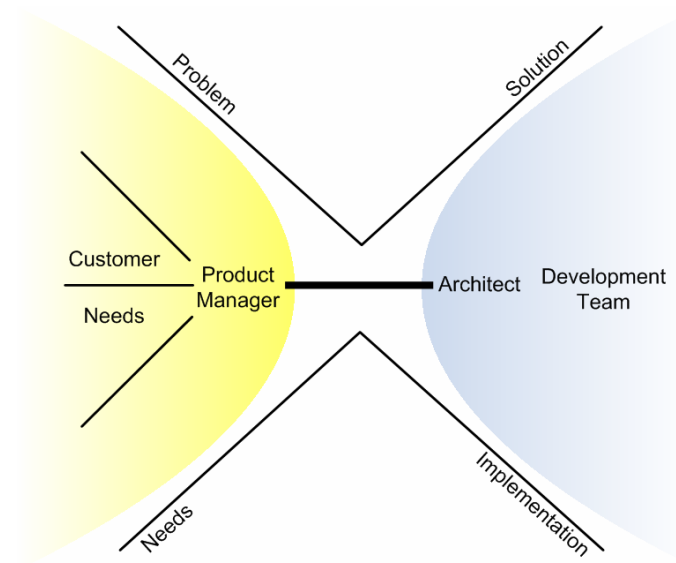 Problem
Solution
Customer
Needs
Product
Manager
Architect
Development
Team
Needs
Implementation